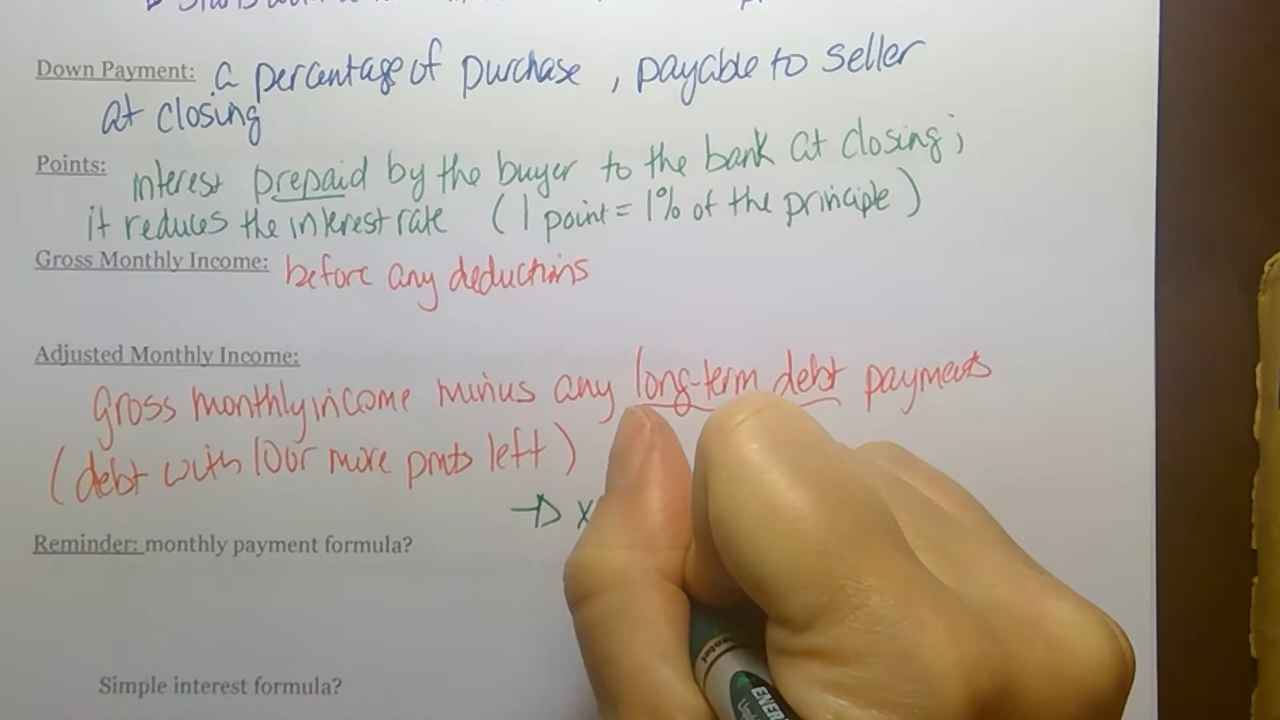 Down Payment: a percentage of purchase , payable to seller
at closing
Points: interest prepaid by the buyer to the bank at closing;
it reduces the interest rate (1 point = 1% of the principle)
Gross Monthly Income: before any deductions
Adjusted Monthly Income:
gross monthly income minus any long-term debt payments
(debt with 10 or more pmts left)
→ x
Reminder: monthly payment formula?
Simple interest formula?